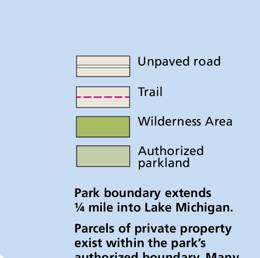 Unpaved road
Trail
Wilderness Area
Authorized
parkland
Park boundary extends
¼ mile into Lake Michigan.
Parcels of private property
exist within the park's
authorized boundary. Many